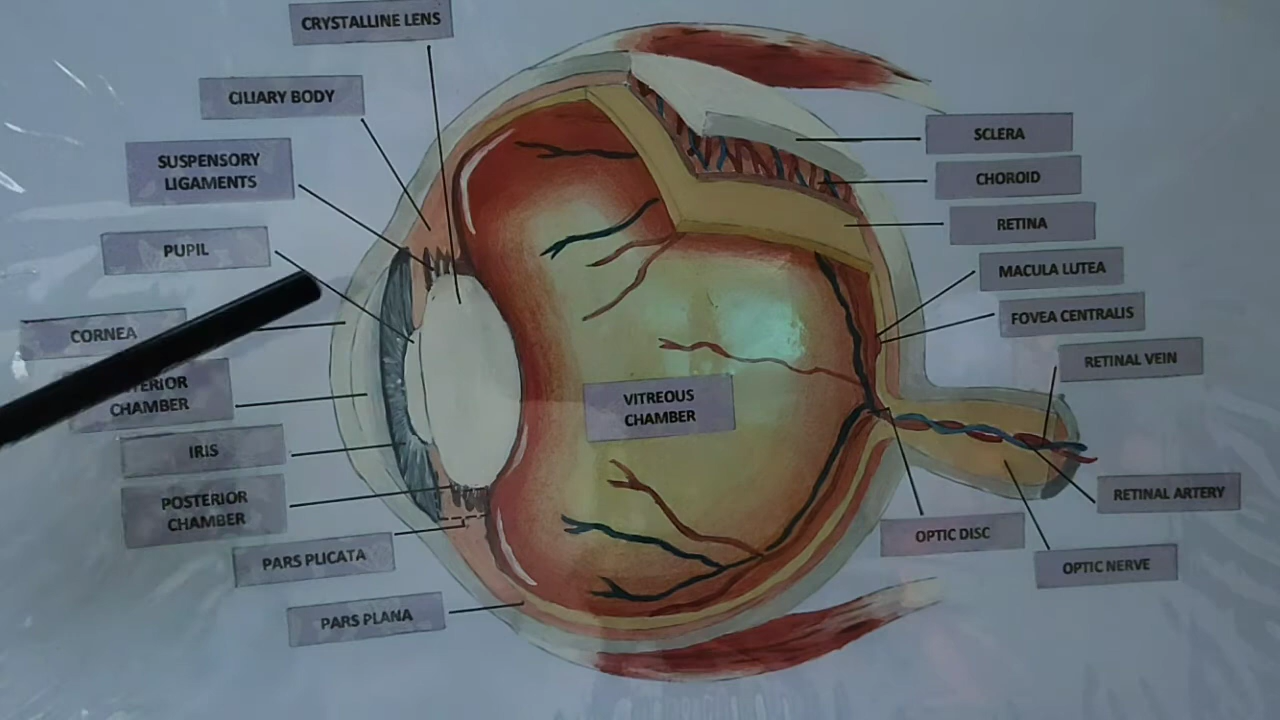 CRYSTALLINE LENS
CILIARY BODY
SUSPENSORY
LIGAMENTS
PUPIL
CORNEA
CHAMBER
IRIS
POSTERIOR
CHAMBER
PARS PLICATA
PARS PLANA
VITREOUS
CHAMBER
SCLERA
CHOROID
RETINA
MACULA LUTEA
FOVEA CENTRALIS
RETINAL VEIN
RETINAL ARTERY
OPTIC DISC
OPTIC NERVE